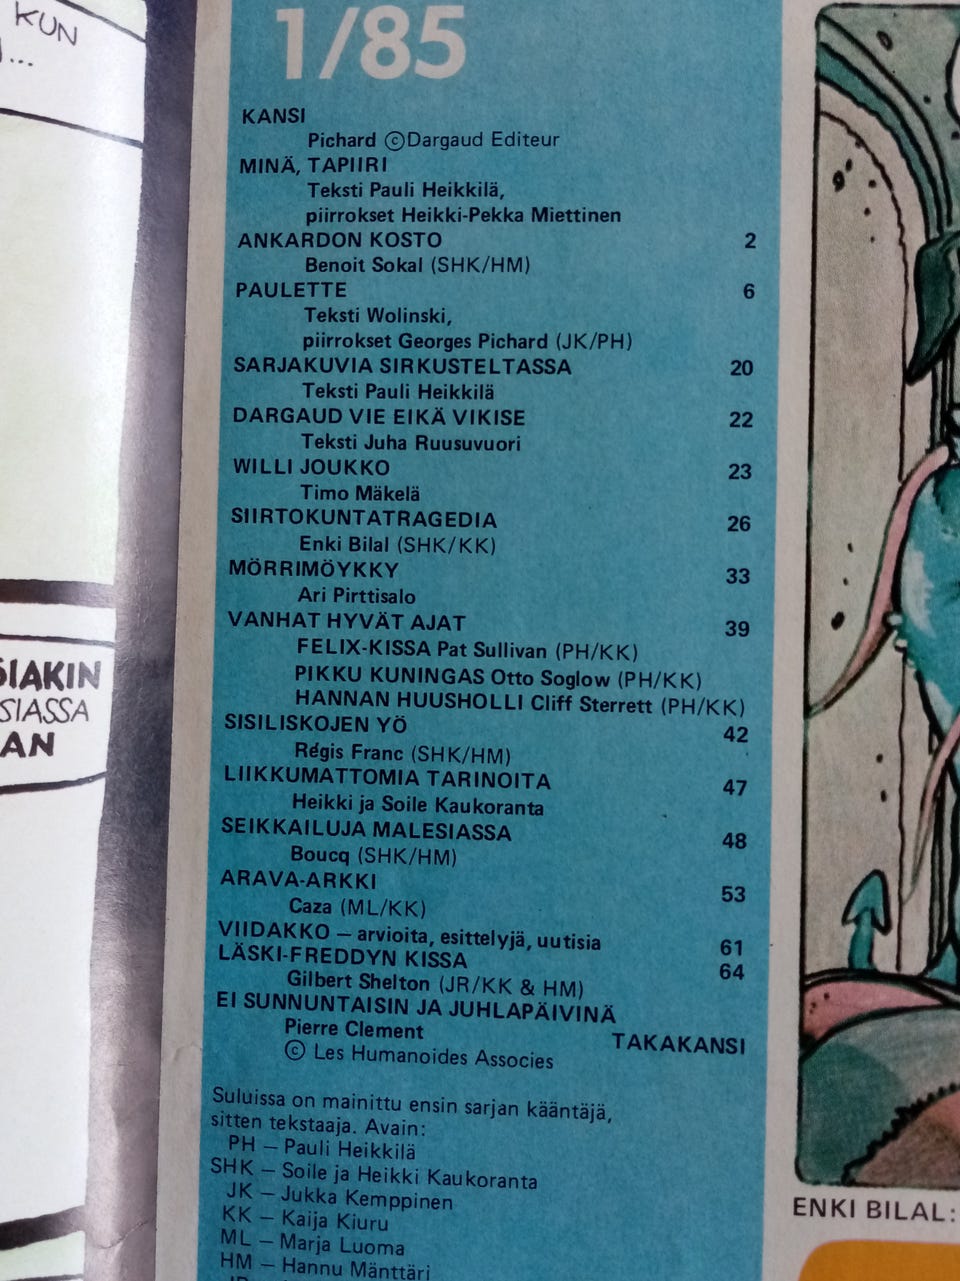 KUN
...
SIAKIN
SIASSA
AN
1/85
KANSI
Pichard ©Dargaud Editeur
MINÄ, TAPIIRI
Teksti Pauli Heikkilä,
piirrokset Heikki-Pekka Miettinen
ANKARDON KOSTO 2
Benoit Sokal (SHK/HM)
PAULETTE 6
Teksti Wolinski,
piirrokset Georges Pichard (JK/PH)
SARJAKUVIA SIRKUSTELTASSA 20
Teksti Pauli Heikkilä
DARGAUD VIE EIKÄ VIKISE 22
Teksti Juha Ruusuvuori
WILLI JOUKKO 23
Timo Mäkelä
SIIRTOKUNTATRAGEDIA 26
Enki Bilal (SHK/KK)
MÖRRIMÖYKKY 33
Ari Pirttisalo
VANHAT HYVÄT AJAT 39
FELIX-KISSA Pat Sullivan (PH/KK)
PIKKU KUNINGAS Otto Soglow (PH/KK)
HANNAN HUUSHOLLI Cliff Sterrett (PH/KK)
SISILISKOJEN YÖ 42
Régis Franc (SHK/HM)
LIIKKUMATTOMIA TARINOITA 47
Heikki ja Soile Kaukoranta
SEIKKAILUJA MALESIASSA 48
Boucq (SHK/HM)
ARAVA-ARKKI 53
Caza (ML/KK)
VIIDAKKO — arvioita, esittelyjä, uutisia 61
LÄSKI-FREDDYN KISSA 64
Gilbert Shelton (JR/KK & HM)
EI SUNNUNTAISIN JA JUHLAPÄIVINÄ
Pierre Clement TAKAKANSI
© Les Humanoides Associes
Suluissa on mainittu ensin sarjan kääntäjä,
sitten tekstaaja. Avain:
PH — Pauli Heikkilä
SHK — Soile ja Heikki Kaukoranta
JK — Jukka Kemppinen
KK — Kaija Kiuru
ML — Marja Luoma
HM — Hannu Mänttäri
ENKI BILAL: